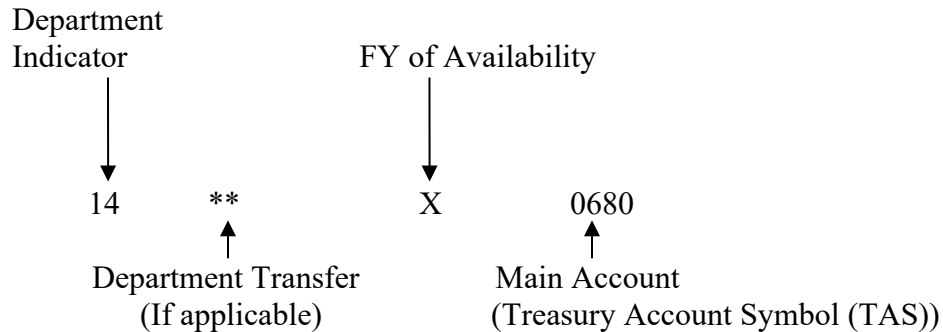 Department
Indicator
FY of Availability
14 ** X 0680
Department Transfer
(If applicable)
Main Account
(Treasury Account Symbol (TAS))